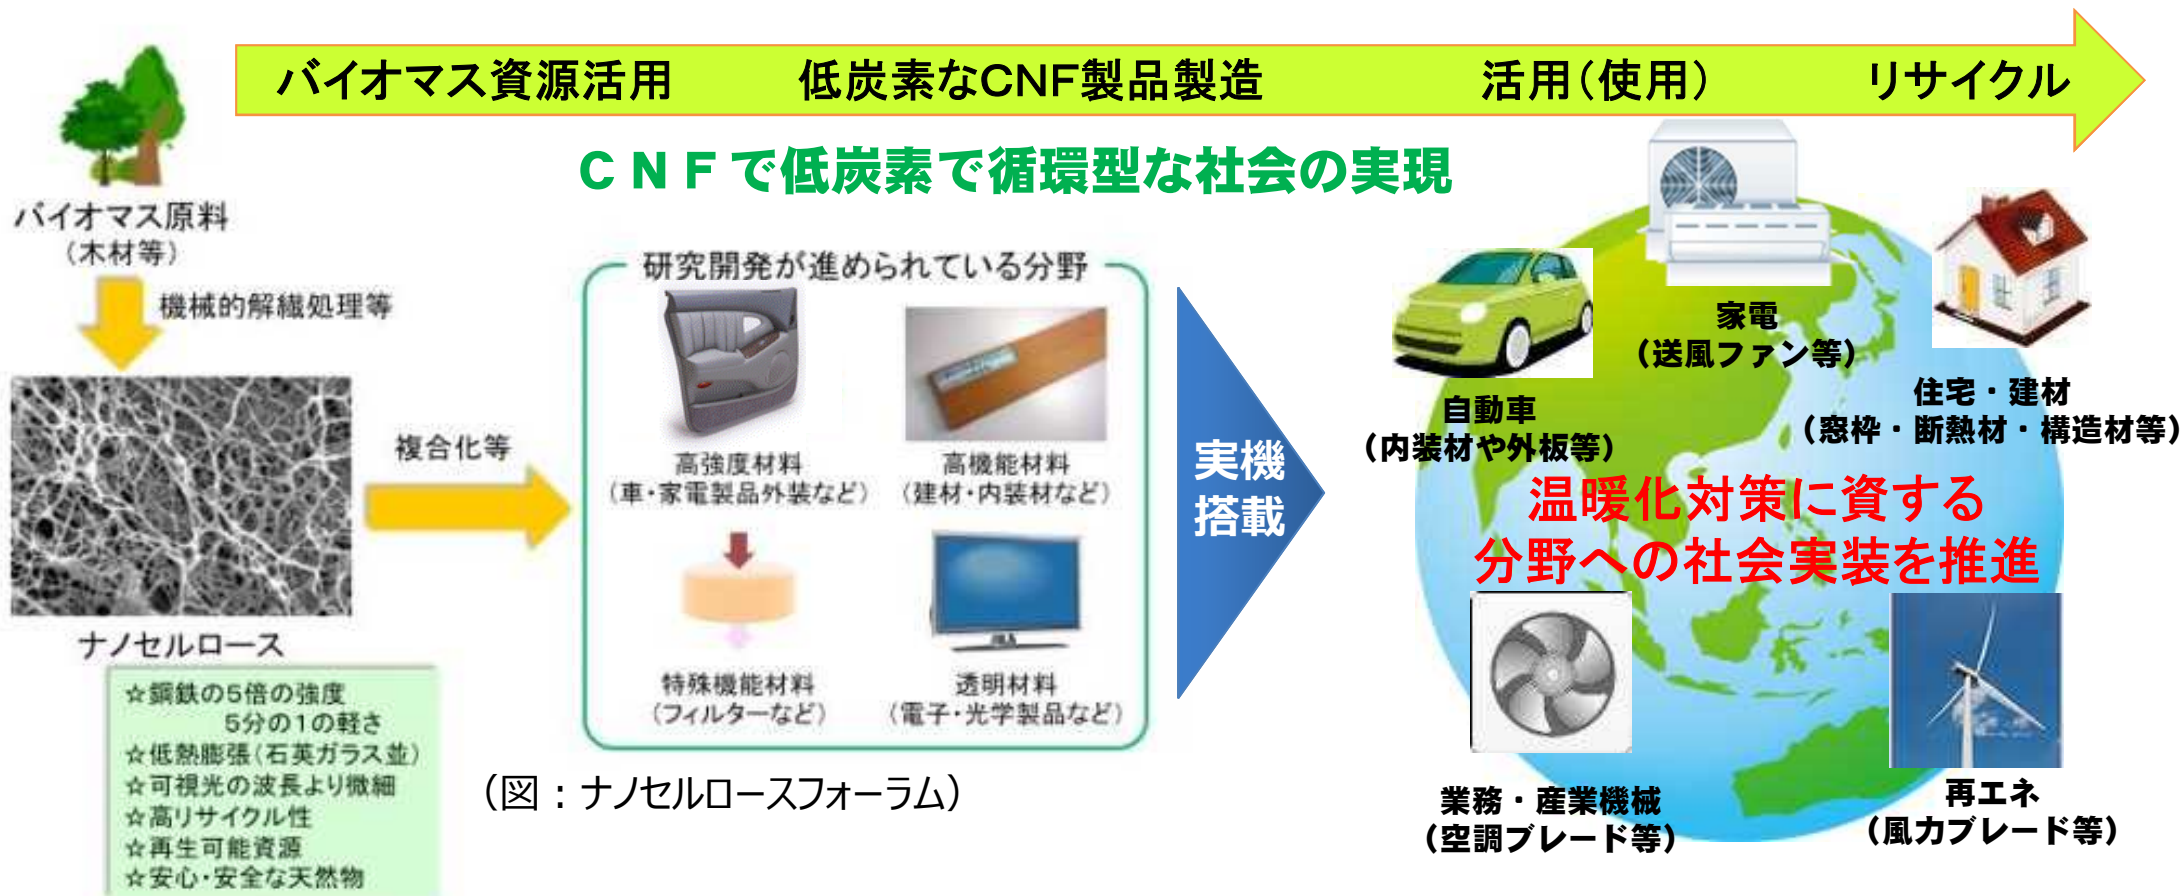 バイオマス資源活用
低炭素なCNF製品製造
活用(使用)
リサイクル
CNFで低炭素で循環型な社会の実現
バイオマス原料
(木材等)
機械的解繊処理等
ナノセルロース
☆鋼鉄の5倍の強度
5分の1の軽さ
☆低熱膨張(石英ガラス並)
☆可視光の波長より微細
☆高リサイクル性
☆再生可能資源
☆安心・安全な天然物
複合化等
研究開発が進められている分野
高強度材料
(車・家電製品外装など)
高機能材料
(建材・内装材など)
特殊機能材料
(フィルターなど)
透明材料
(電子・光学製品など)
(図:ナノセルロースフォーラム)
実機
搭載
家電
(送風ファン等)
自動車
(内装材や外板等)
住宅・建材
(窓枠・断熱材・構造材等)
温暖化対策に資する
分野への社会実装を推進
業務・産業機械
(空調ブレード等)
再エネ
(風力ブレード等)